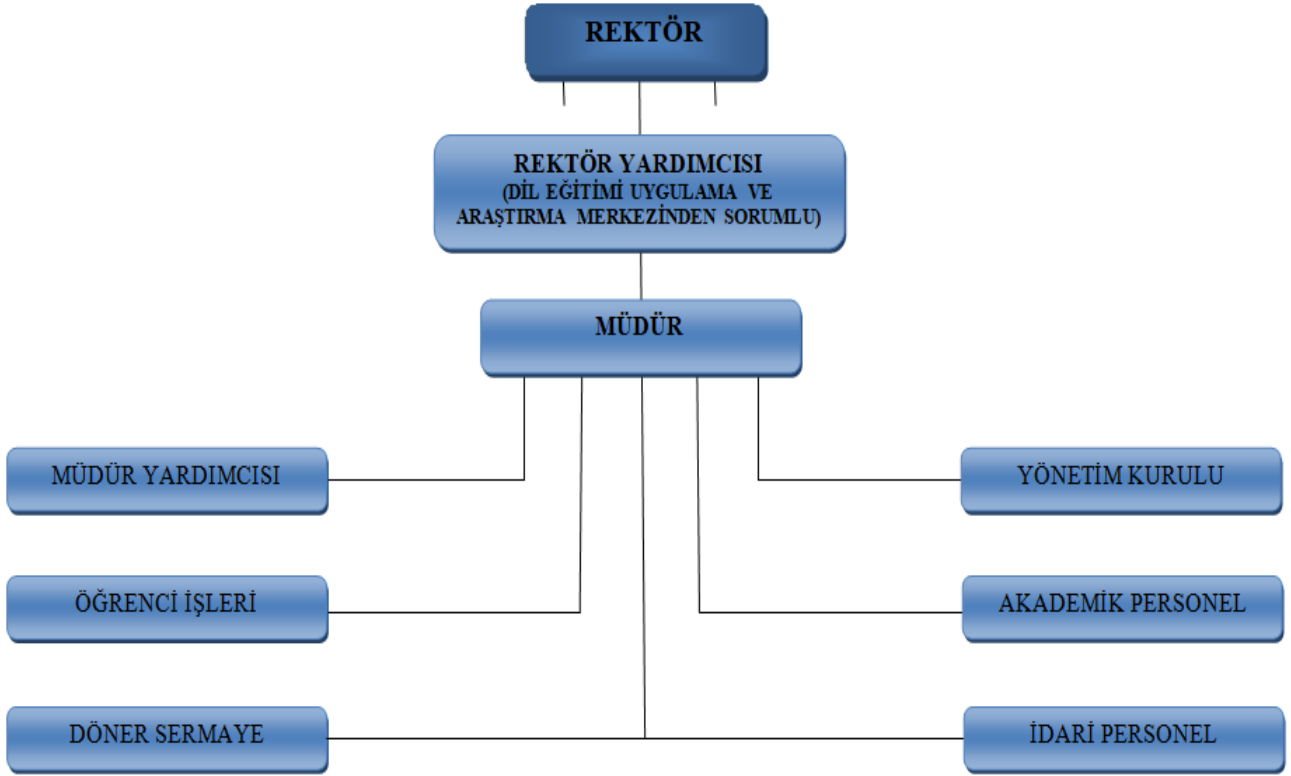 REKTÖR
REKTÖR YARDIMCISI
(DİL EĞİTİMİ UYGULAMA VE
ARAŞTIRMA MERKEZİNDEN SORUMLU)
MÜDÜR
MÜDÜR YARDIMCISI
YÖNETİM KURULU
ÖĞRENCİ İŞLERİ
AKADEMİK PERSONEL
DÖNER SERMAYE
İDARİ PERSONEL